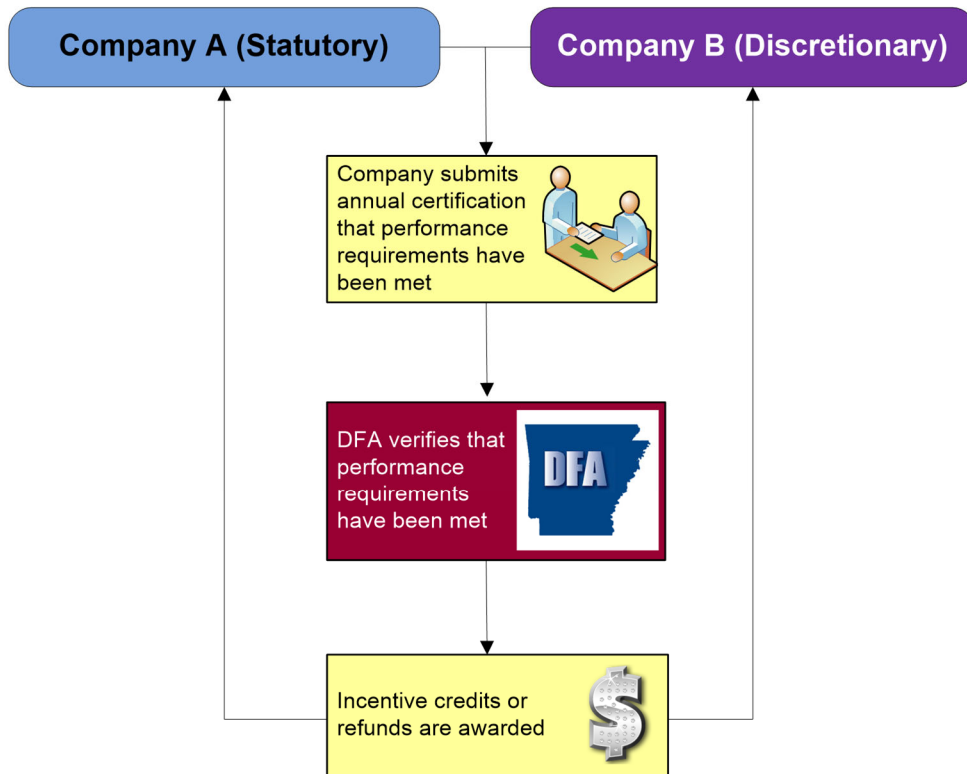 Company A (Statutory)
Company B (Discretionary)
Company submits
annual certification
that performance
requirements have
been met
DFA verifies that
performance
requirements
have been met
DFA
Incentive credits or
refunds are awarded
$